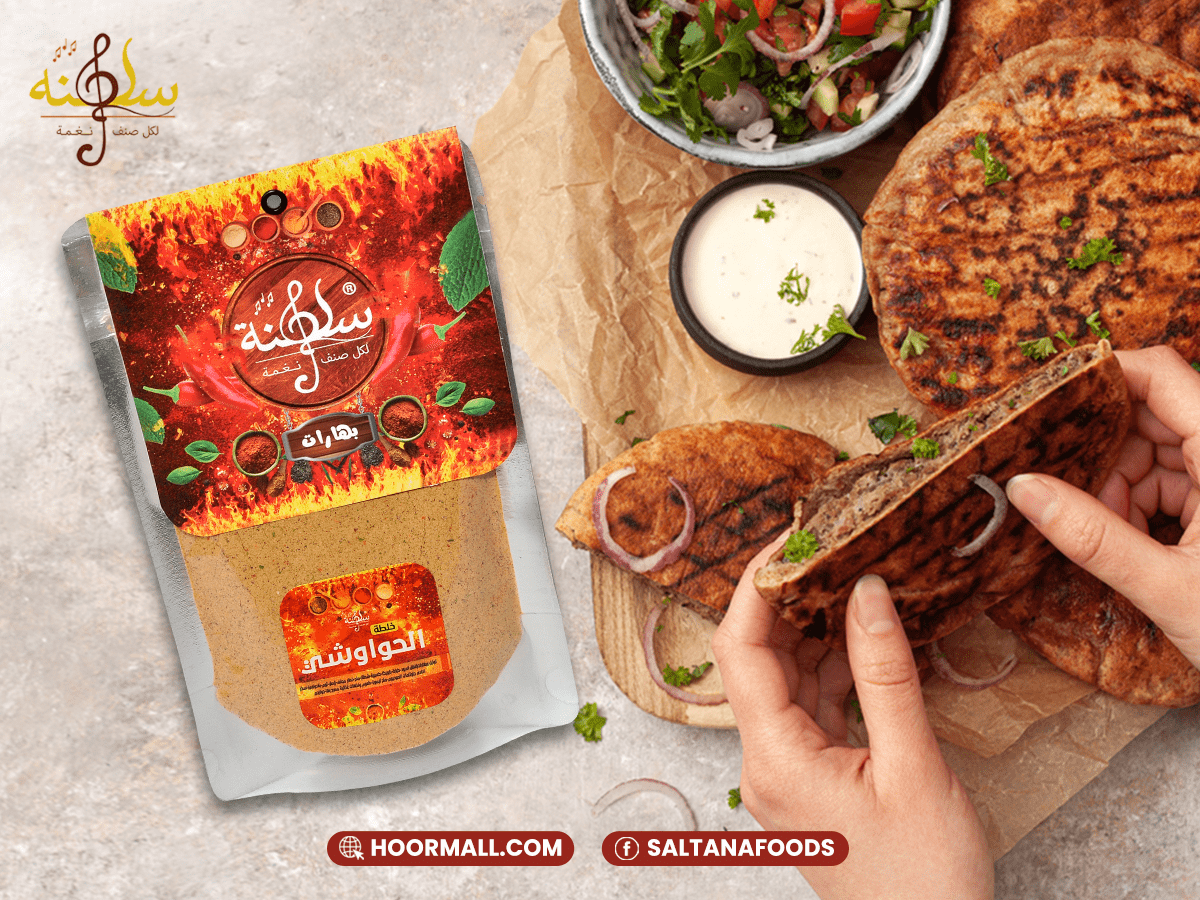 سلطنة
لكل صنف نغمة
سلطنة ®
لكل صنف نغمة
بهارات
سلطنة
خلطة
الحواوشي
HOORMALL.COM
SALTANAFOODS